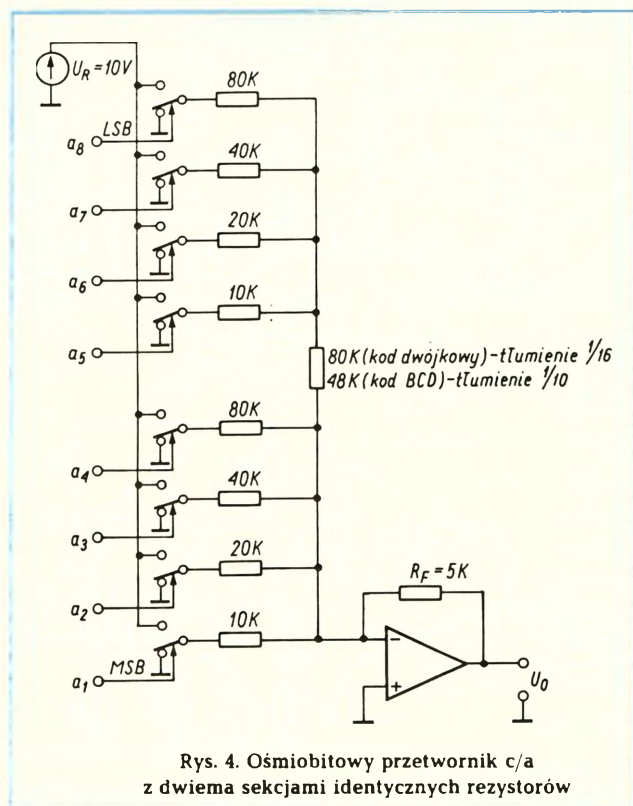 U_R = 10V
80K
a8 LSB
40K
a7
20K
a6
10K
a5
80K (kod dwójkowy) - tłumienie 1/16
48K (kod BCD) - tłumienie 1/10
80K
a4
40K
a3
20K
a2
R_F = 5K
10K
−
+
a1 MSB
U_0
Rys. 4. Ośmiobitowy przetwornik c/a
z dwiema sekcjami identycznych rezystorów